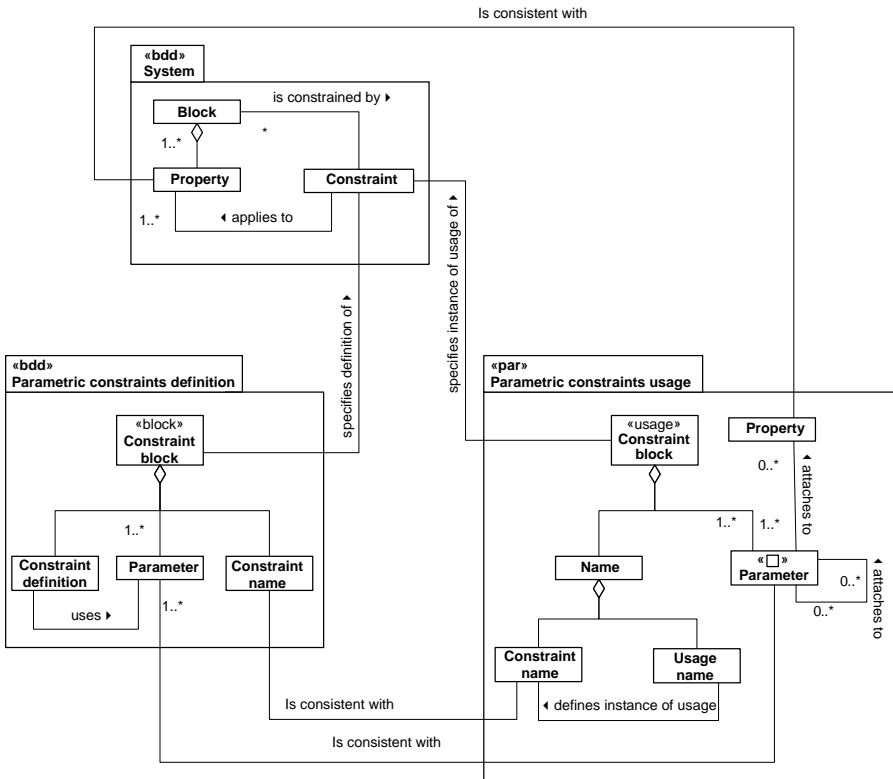 Is consistent with
«bdd»
System
is constrained by ▸
Block
1..*
*
Property
Constraint
1..*
◂ applies to
specifies definition of ▸
specifies instance of usage of ▸
«bdd»
Parametric constraints definition
«block»
Constraint
block
1..*
Constraint
definition
Parameter
Constraint
name
uses ▸
1..*
«par»
Parametric constraints usage
«usage»
Constraint
block
Property
0..*
◂ attaches to
1..*
1..*
Name
«□»
Parameter
0..*
0..*
◂ attaches to
Constraint
name
Usage
name
◂ defines instance of usage
Is consistent with
Is consistent with